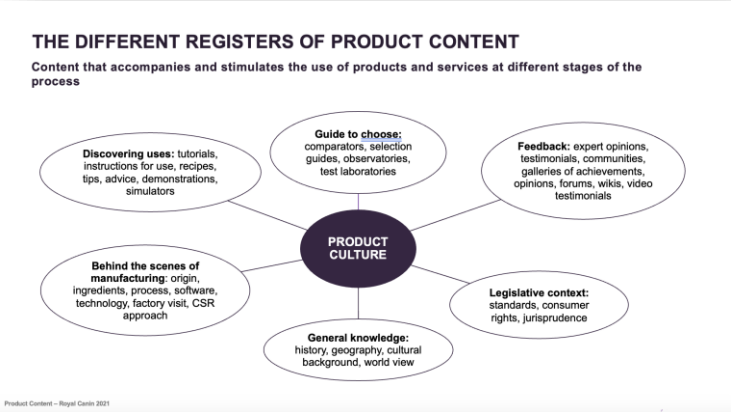 THE DIFFERENT REGISTERS OF PRODUCT CONTENT
Content that accompanies and stimulates the use of products and services at different stages of the
process
Guide to choose:
comparators, selection
guides, observatories,
test laboratories
Discovering uses: tutorials,
instructions for use, recipes,
tips, advice, demonstrations,
simulators
Feedback: expert opinions,
testimonials, communities,
galleries of achievements,
opinions, forums, wikis, video
testimonials
PRODUCT
CULTURE
Behind the scenes of
manufacturing: origin,
ingredients, process, software,
technology, factory visit, CSR
approach
Legislative context:
standards, consumer
rights, jurisprudence
General knowledge:
history, geography, cultural
background, world view
Product Content – Royal Canin 2021